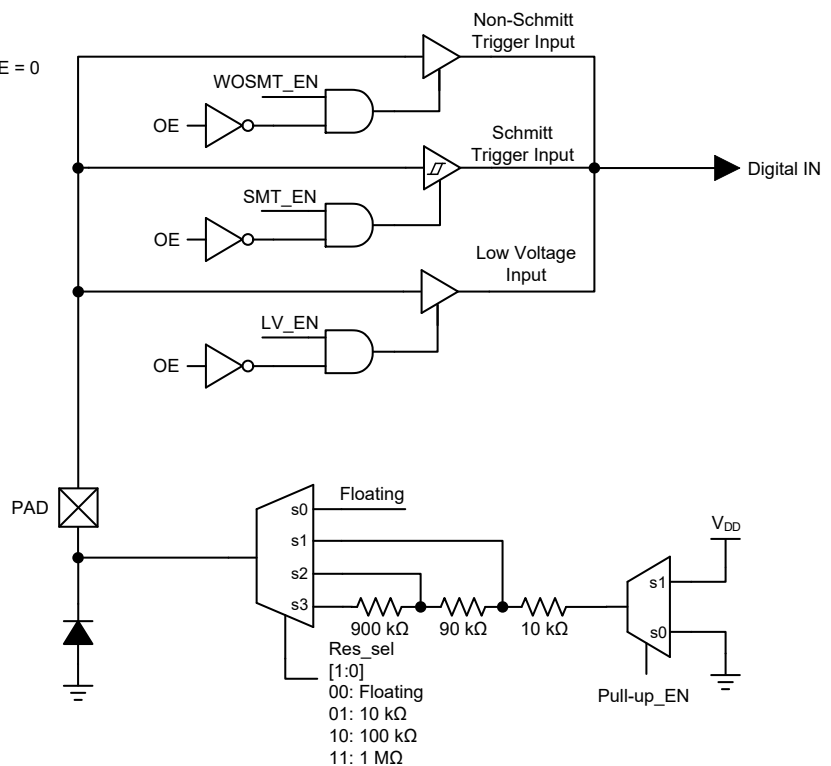 Non-Schmitt
Trigger Input
E = 0
WOSMT_EN
OE
Schmitt
Trigger Input
Digital IN
SMT_EN
OE
Low Voltage
Input
LV_EN
OE
PAD
Floating
s0
s1
s2
s3
VDD
s1
s0
900 kΩ
90 kΩ
10 kΩ
Res_sel
[1:0]
00: Floating
01: 10 kΩ
10: 100 kΩ
11: 1 MΩ
Pull-up_EN